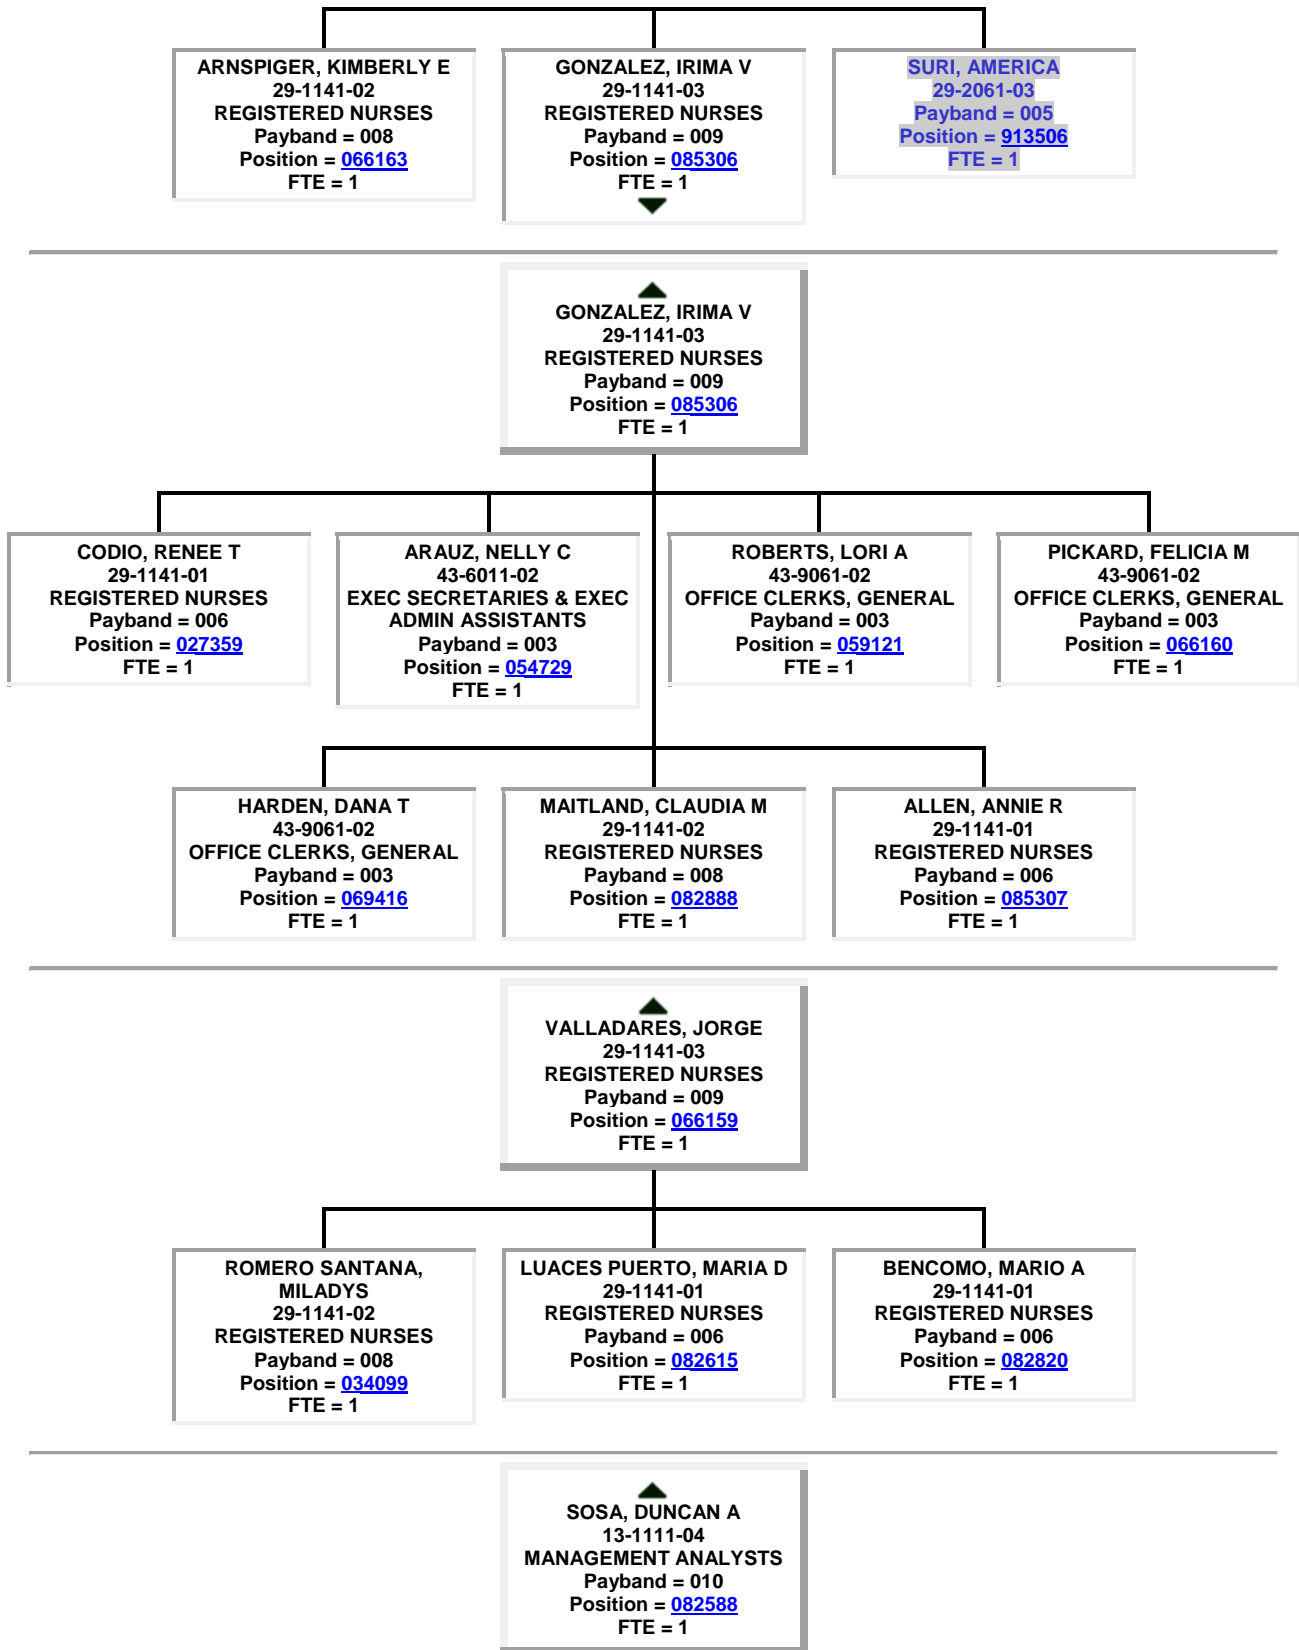 ARNSPIGER, KIMBERLY E
29-1141-02
REGISTERED NURSES
Payband = 008
Position = 066163
FTE = 1
GONZALEZ, IRIMA V
29-1141-03
REGISTERED NURSES
Payband = 009
Position = 085306
FTE = 1
SURI, AMERICA
29-2061-03
Payband = 005
Position = 913506
FTE = 1
GONZALEZ, IRIMA V
29-1141-03
REGISTERED NURSES
Payband = 009
Position = 085306
FTE = 1
CODIO, RENEE T
29-1141-01
REGISTERED NURSES
Payband = 006
Position = 027359
FTE = 1
ARAUZ, NELLY C
43-6011-02
EXEC SECRETARIES & EXEC
ADMIN ASSISTANTS
Payband = 003
Position = 054729
FTE = 1
ROBERTS, LORI A
43-9061-02
OFFICE CLERKS, GENERAL
Payband = 003
Position = 059121
FTE = 1
PICKARD, FELICIA M
43-9061-02
OFFICE CLERKS, GENERAL
Payband = 003
Position = 066160
FTE = 1
HARDEN, DANA T
43-9061-02
OFFICE CLERKS, GENERAL
Payband = 003
Position = 069416
FTE = 1
MAITLAND, CLAUDIA M
29-1141-02
REGISTERED NURSES
Payband = 008
Position = 082888
FTE = 1
ALLEN, ANNIE R
29-1141-01
REGISTERED NURSES
Payband = 006
Position = 085307
FTE = 1
VALLADARES, JORGE
29-1141-03
REGISTERED NURSES
Payband = 009
Position = 066159
FTE = 1
ROMERO SANTANA,
MILADYS
29-1141-02
REGISTERED NURSES
Payband = 008
Position = 034099
FTE = 1
LUACES PUERTO, MARIA D
29-1141-01
REGISTERED NURSES
Payband = 006
Position = 082615
FTE = 1
BENCOMO, MARIO A
29-1141-01
REGISTERED NURSES
Payband = 006
Position = 082820
FTE = 1
SOSA, DUNCAN A
13-1111-04
MANAGEMENT ANALYSTS
Payband = 010
Position = 082588
FTE = 1